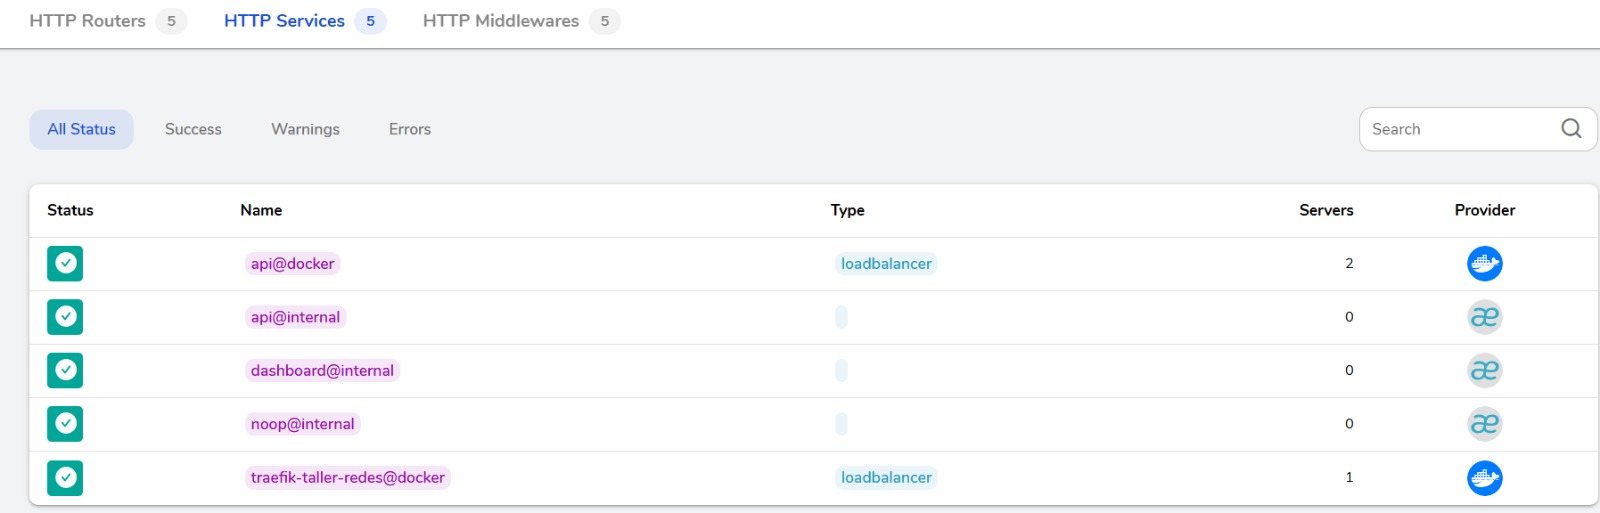 HTTP Routers 5 HTTP Services 5 HTTP Middlewares 5
All Status Success Warnings Errors Search
Status Name Type Servers Provider
api@docker loadbalancer 2
api@internal 0
dashboard@internal 0
noop@internal 0
traefik-taller-redes@docker loadbalancer 1